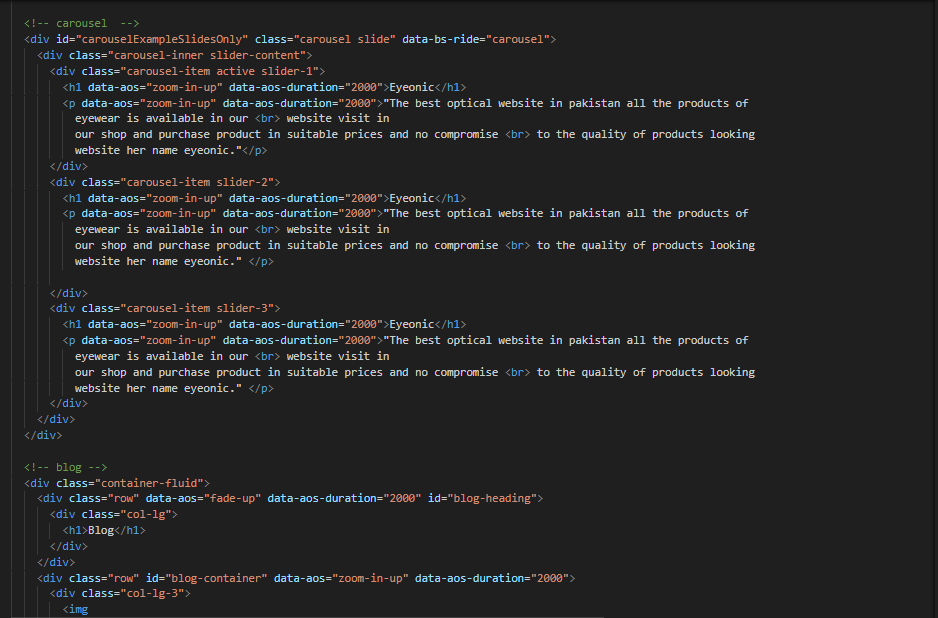 <!-- carousel  -->
<div id="carouselExampleSlidesOnly" class="carousel slide" data-bs-ride="carousel">
<div class="carousel-inner slider-content">
<div class="carousel-item active slider-1">
<h1 data-aos="zoom-in-up" data-aos-duration="2000">Eyeonic</h1>
<p data-aos="zoom-in-up" data-aos-duration="2000">"The best optical website in pakistan all the products of
eyewear is available in our <br> website visit in
our shop and purchase product in suitable prices and no compromise <br> to the quality of products looking
website her name eyeonic."</p>
</div>
<div class="carousel-item slider-2">
<h1 data-aos="zoom-in-up" data-aos-duration="2000">Eyeonic</h1>
<p data-aos="zoom-in-up" data-aos-duration="2000">"The best optical website in pakistan all the products of
eyewear is available in our <br> website visit in
our shop and purchase product in suitable prices and no compromise <br> to the quality of products looking
website her name eyeonic." </p>
</div>
<div class="carousel-item slider-3">
<h1 data-aos="zoom-in-up" data-aos-duration="2000">Eyeonic</h1>
<p data-aos="zoom-in-up" data-aos-duration="2000">"The best optical website in pakistan all the products of
eyewear is available in our <br> website visit in
our shop and purchase product in suitable prices and no compromise <br> to the quality of products looking
website her name eyeonic." </p>
</div>
</div>
</div>
<!-- blog -->
<div class="container-fluid">
<div class="row" data-aos="fade-up" data-aos-duration="2000" id="blog-heading">
<div class="col-lg">
<h1>Blog</h1>
</div>
</div>
<div class="row" id="blog-container" data-aos="zoom-in-up" data-aos-duration="2000">
<div class="col-lg-3">
<img